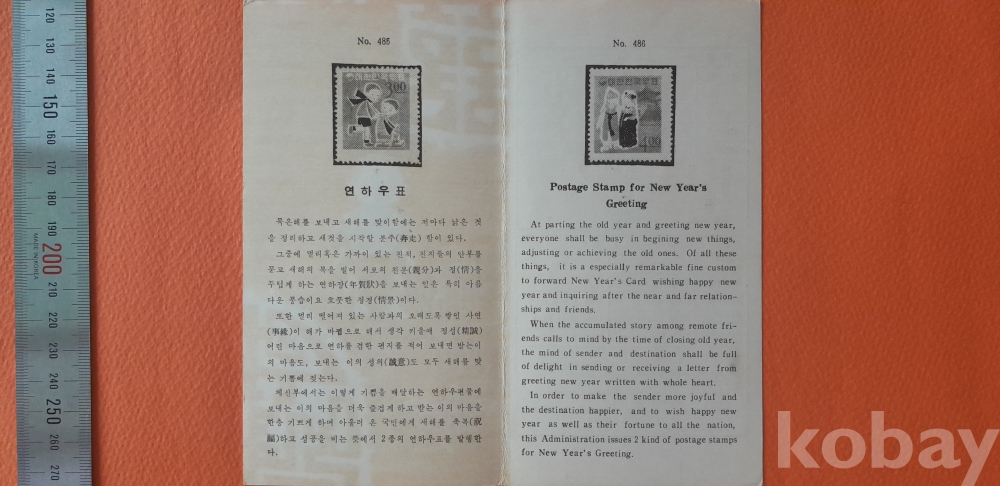 120
130
140
150
160
170
180
190
MADE IN KOREA
200
210
220
230
240
250
260
270
No. 485
대한민국우표
3.00
연하우표
묵은해를 보내고 새해를 맞이함에는 저마다 낡은 것
을 정리하고 새것을 시작할 분주(奔走) 함이 있다.
그중에 멀리혹은 가까이 있는 친척, 친지들의 안부를
묻고 새해의 복을 빌어 서로의 친분(親分)과 정(情)을
두텁게 하는 연하장(年賀狀)을 보내는 일은 특히 아름
다운 풍습이요 흐뭇한 정경(情景)이다.
또한 멀리 떨어져 있는 사람과의 오래도록 쌓인 사연
(事緣)이 해가 바뀜으로 해서 생각 키움에 정성(精誠)
어린 마음으로 연하를 겸한 편지를 적어 보내면 받는이
의 마음도, 보내는 이의 성의(誠意)도 모두 새해를 맞
는 기쁨에 젖는다.
체신부에서는 이렇게 기쁨을 배달하는 연하우편물에
보내는 이의 마음을 더욱 즐겁게 하고 받는 이의 마음을
한층 기쁘게 하며 아울러 온 국민에게 새해를 축복(祝
福)하고 성공을 비는 뜻에서 2종의 연하우표를 발행한
다.
No. 486
대한민국우표
4.00
Postage Stamp for New Year's
Greeting
At parting the old year and greeting new year,
everyone shall be busy in begining new things,
adjusting or achieving the old ones. Of all these
things, it is a especially remarkable fine custom
to forward New Year's Card wishing happy new
year and inquiring after the near and far relation-
ships and friends.
When the accumulated story among remote fri-
ends calls to mind by the time of closing old year,
the mind of sender and destination shall be full
of delight in sending or receiving a letter from
greeting new year written with whole heart.
In order to make the sender more joyful and
the destination happier, and to wish happy new
year as well as their fortune to all the nation,
this Administration issues 2 kind of postage stamps
for New Year's Greeting.
kobay